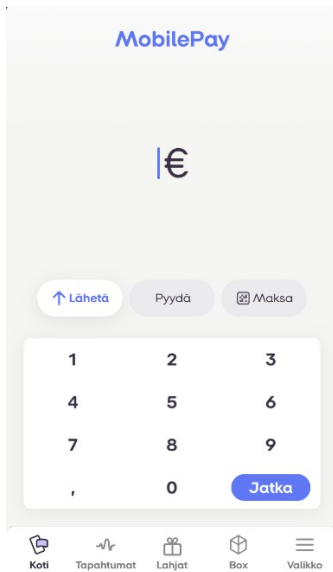 MobilePay
€
Lähetä
Pyydä
Maksa
1 2 3
4 5 6
7 8 9
, 0 Jatka
Koti Tapahtumat Lahjat Box Valikko